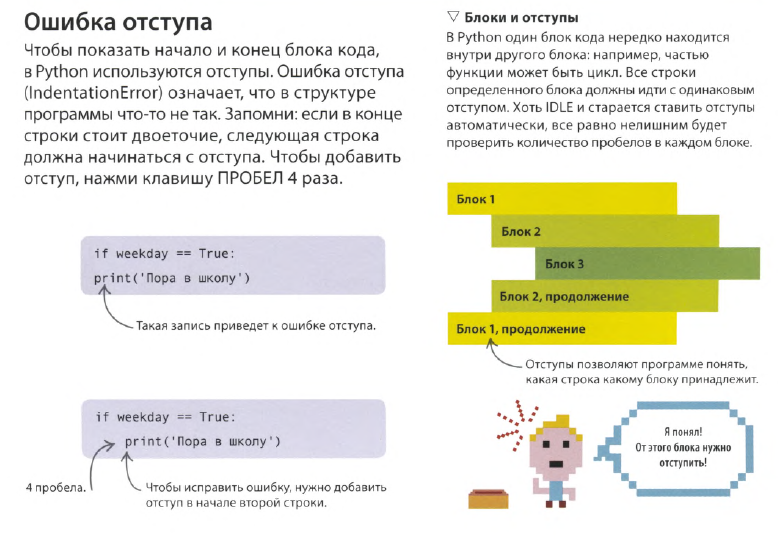 Ошибка отступа
Чтобы показать начало и конец блока кода,
в Python используются отступы. Ошибка отступа
(IndentationError) означает, что в структуре
программы что-то не так. Запомни: если в конце
строки стоит двоеточие, следующая строка
должна начинаться с отступа. Чтобы добавить
отступ, нажми клавишу ПРОБЕЛ 4 раза.
if weekday == True:
print('Пора в школу')
Такая запись приведет к ошибке отступа.
if weekday == True:
    print('Пора в школу')
4 пробела.
Чтобы исправить ошибку, нужно добавить
отступ в начале второй строки.
▽ Блоки и отступы
В Python один блок кода нередко находится
внутри другого блока: например, частью
функции может быть цикл. Все строки
определенного блока должны идти с одинаковым
отступом. Хоть IDLE и старается ставить отступы
автоматически, все равно нелишним будет
проверить количество пробелов в каждом блоке.
Блок 1
Блок 2
Блок 3
Блок 2, продолжение
Блок 1, продолжение
Отступы позволяют программе понять,
какая строка какому блоку принадлежит.
Я понял!
От этого блока нужно
отступить!